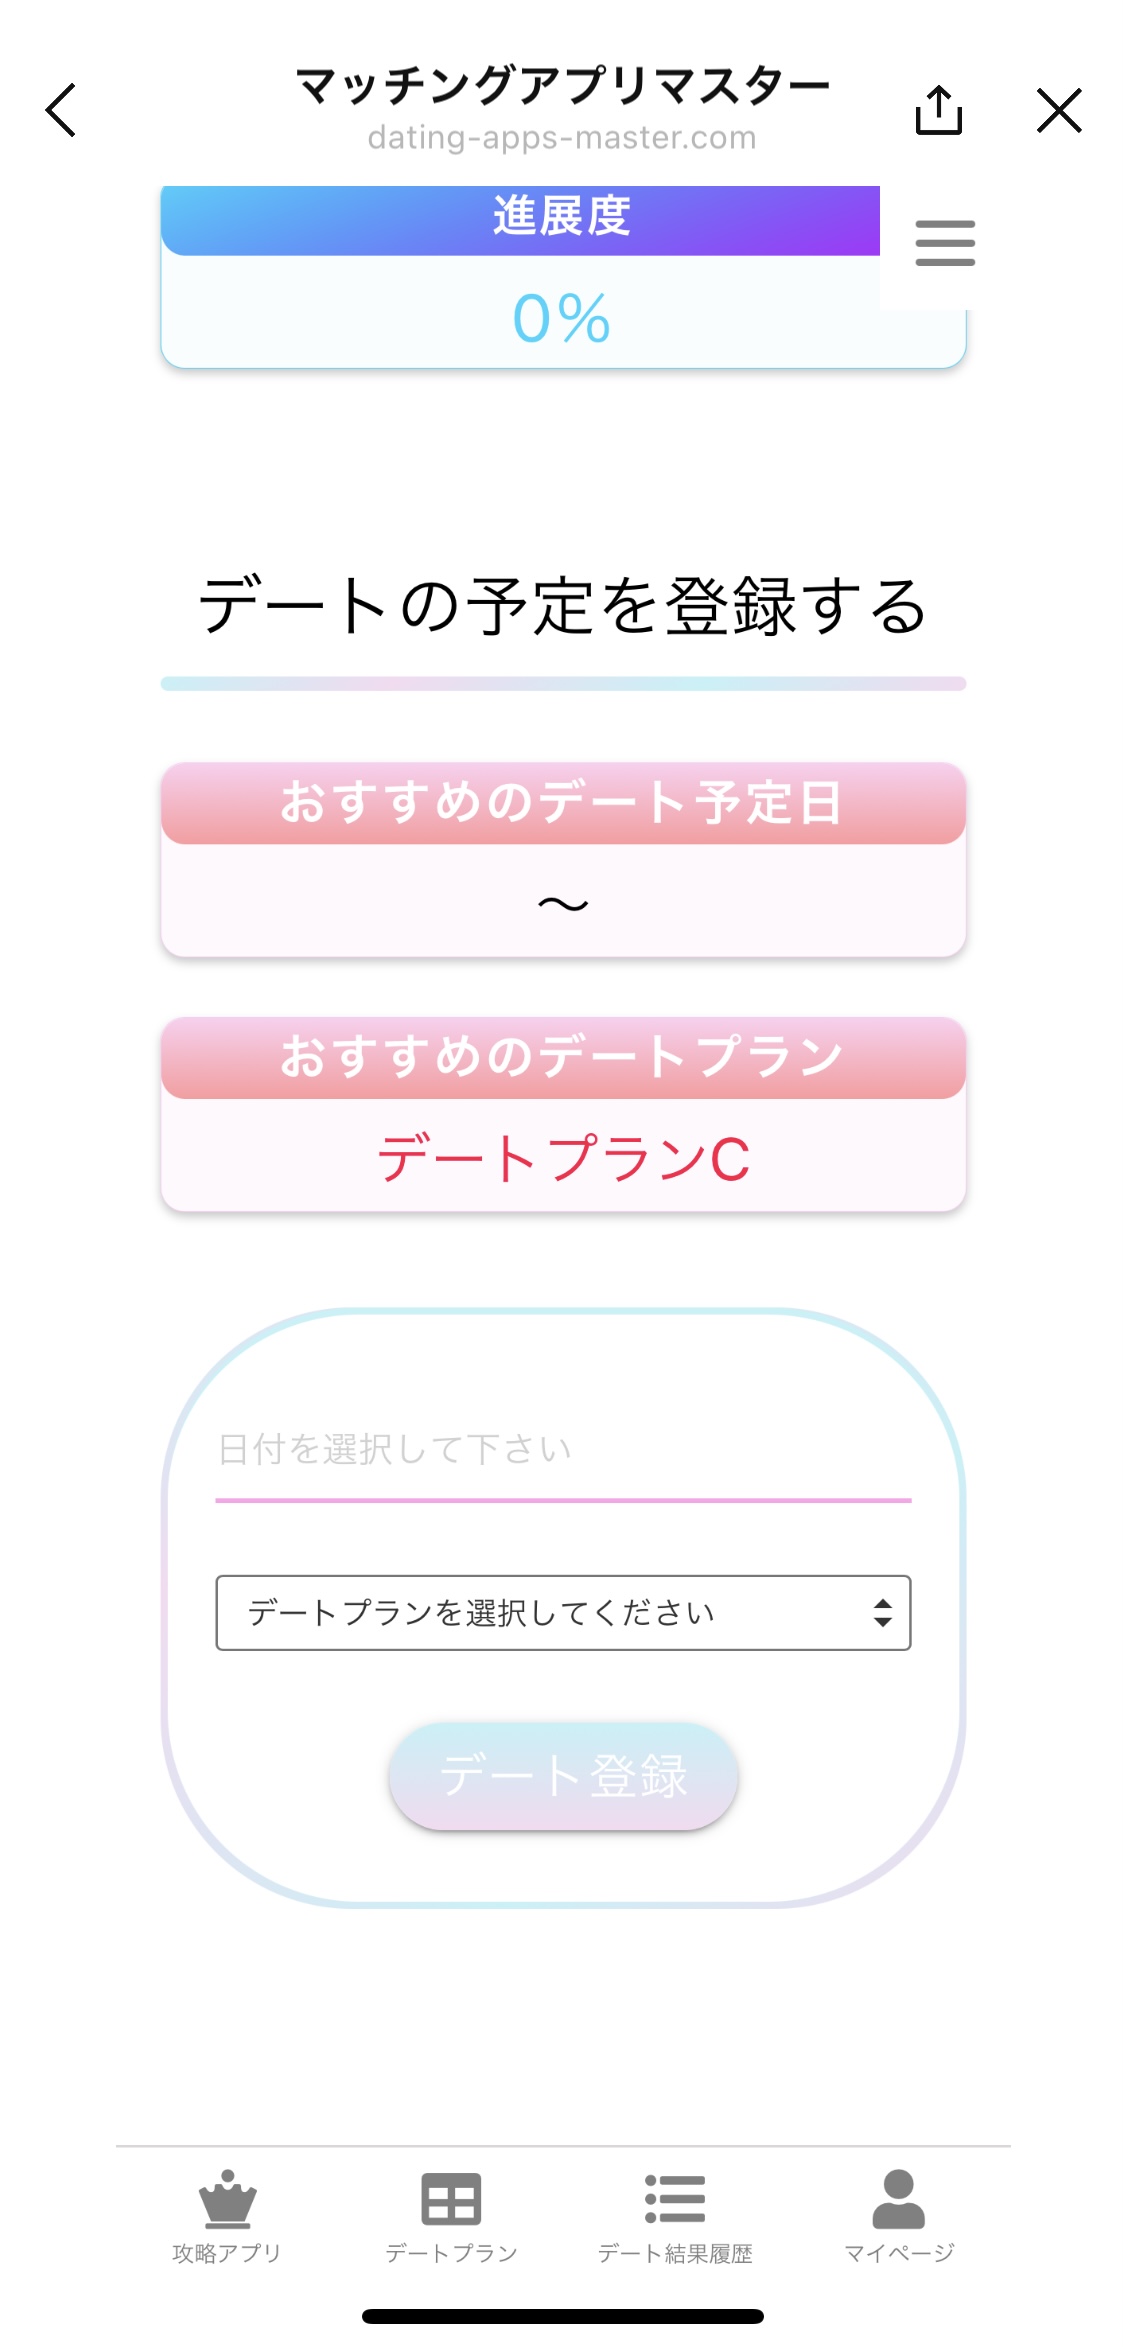 マッチングアプリマスター
dating-apps-master.com
進展度
0%
デートの予定を登録する
おすすめのデート予定日
〜
おすすめのデートプラン
デートプランC
日付を選択して下さい
デートプランを選択してください
デート登録
攻略アプリ
デートプラン
デート結果履歴
マイページ